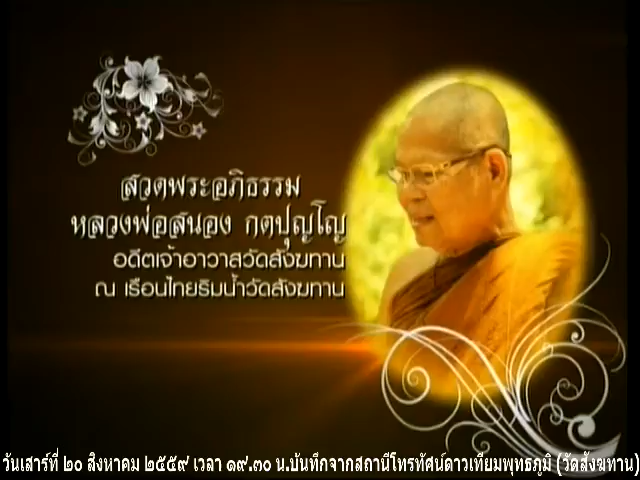 สวดพระอภิธรรม
หลวงพ่อสนอง กตปุญฺโญ
อดีตเจ้าอาวาสวัดสังฆทาน
ณ เรือนไทยริมน้ำวัดสังฆทาน
วันเสาร์ที่ ๒๐ สิงหาคม ๒๕๕๙ เวลา ๑๙.๓๐ น.บันทึกจากสถานีโทรทัศน์ดาวเทียมพุทธภูมิ (วัดสังฆทาน)